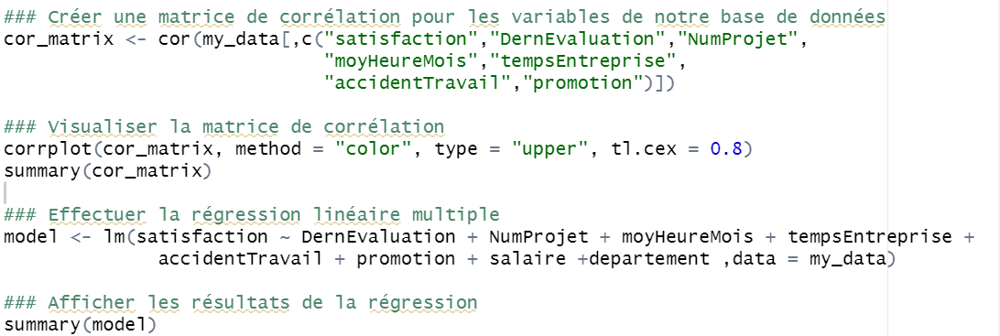 ### Créer une matrice de corrélation pour les variables de notre base de données
cor_matrix <- cor(my_data[,c("satisfaction","DernEvaluation","NumProjet",
"moyHeureMois","tempsEntreprise",
"accidentTravail","promotion")])
### Visualiser la matrice de corrélation
corrplot(cor_matrix, method = "color", type = "upper", tl.cex = 0.8)
summary(cor_matrix)
### Effectuer la régression linéaire multiple
model <- lm(satisfaction ~ DernEvaluation + NumProjet + moyHeureMois + tempsEntreprise +
accidentTravail + promotion + salaire +departement ,data = my_data)
### Afficher les résultats de la régression
summary(model)